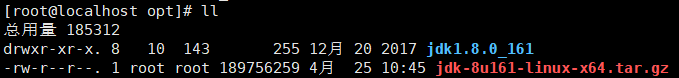 [root@localhost opt]# ll
总用量 185312
drwxr-xr-x. 8   10  143       255 12月 20 2017 jdk1.8.0_161
-rw-r--r--. 1 root root 189756259 4月  25 10:45 jdk-8u161-linux-x64.tar.gz